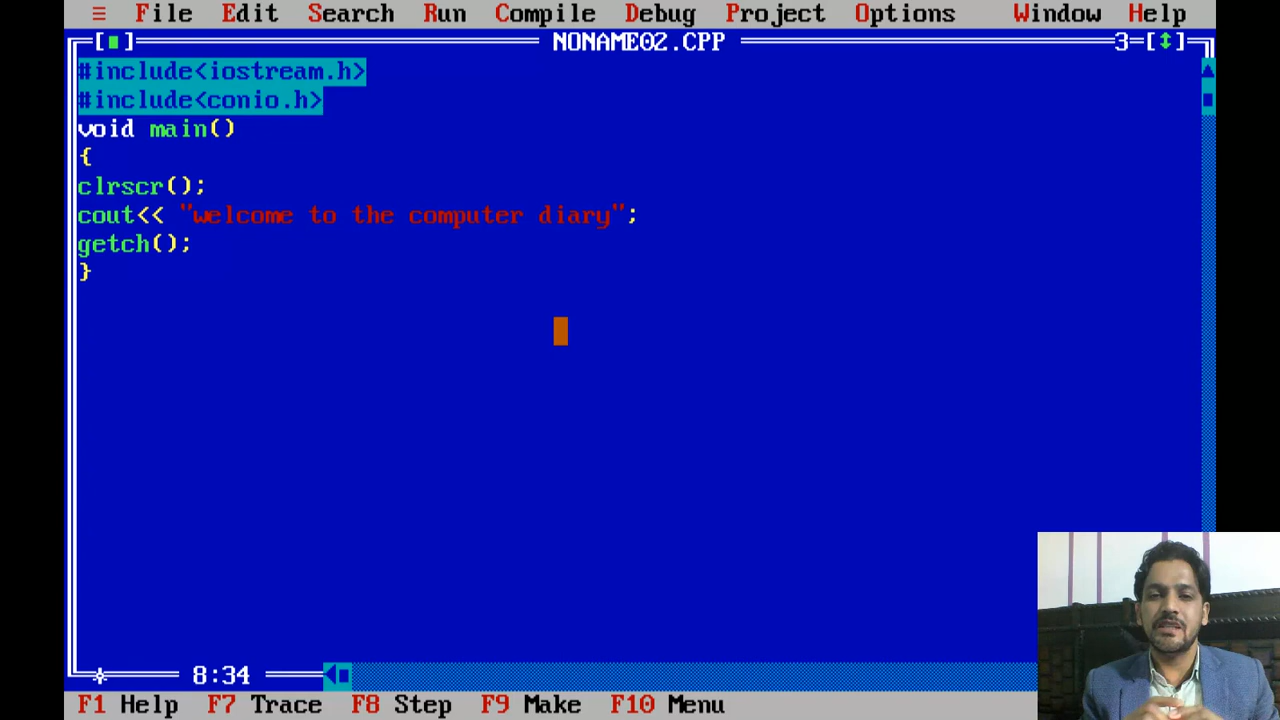 ≡ File Edit Search Run Compile Debug Project Options Window Help
[■] NONAME02.CPP 3=[↕]
#include<iostream.h>
#include<conio.h>
void main()
{
clrscr();
cout<< "welcome to the computer diary";
getch();
}
8:34
F1 Help F7 Trace F8 Step F9 Make F10 Menu